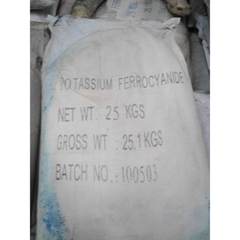 POTASSIUM FERROCYANIDE
NET WT: 25 KGS
GROSS WT : 25,1 KGS
BATCH NO,:100503